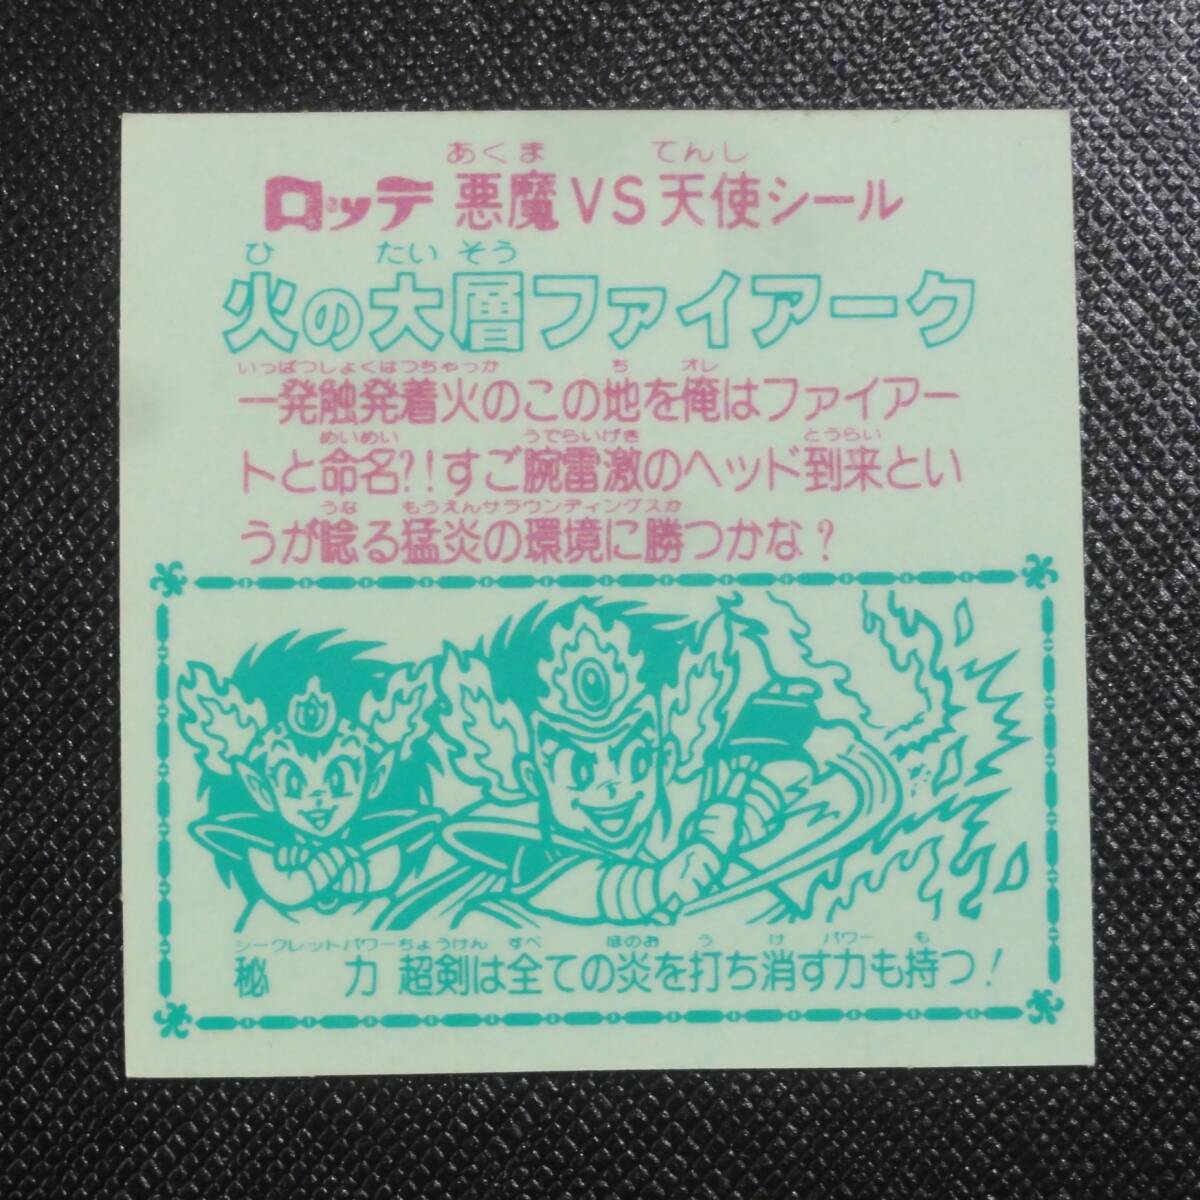 あくま てんし
ロッテ 悪魔VS天使シール
ひ たい そう
火の大層ファイアーク
いっぱつしょくはつちゃっか ち オレ
一発触発着火のこの地を俺はファイアー
めいめい うでらいげき とうらい
トと命名?!すご腕雷激のヘッド到来とい
うな もうえんサラウンディングスか
うが唸る猛炎の環境に勝つかな?
シークレットパワーちょうけん すべ ほのお う け パワー も
秘 力 超剣は全ての炎を打ち消す力も持つ!